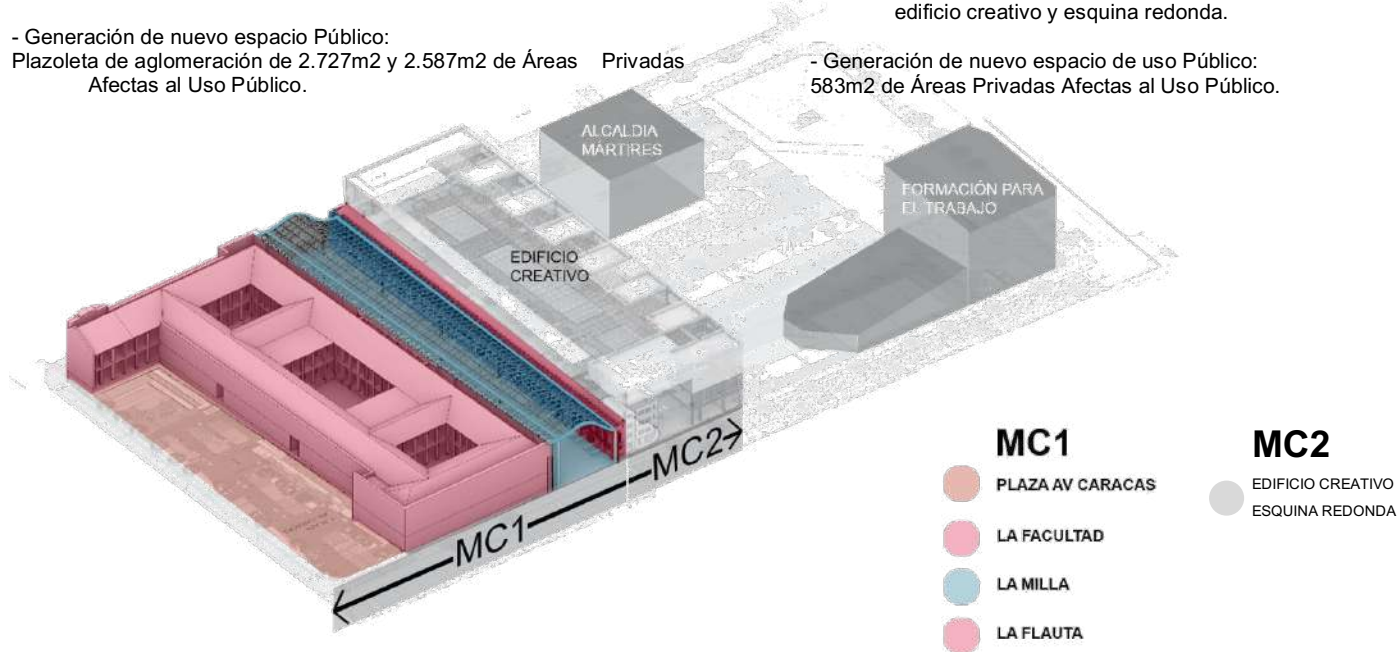 edificio creativo y esquina redonda.
- Generación de nuevo espacio Público:
Plazoleta de aglomeración de 2.727m2 y 2.587m2 de Áreas Privadas
Afectas al Uso Público.
- Generación de nuevo espacio de uso Público:
583m2 de Áreas Privadas Afectas al Uso Público.
ALCALDIA
MÁRTIRES
FORMACIÓN PARA
EL TRABAJO
EDIFICIO
CREATIVO
MC1
MC2
MC1
PLAZA AV CARACAS
LA FACULTAD
LA MILLA
LA FLAUTA
MC2
EDIFICIO CREATIVO
ESQUINA REDONDA